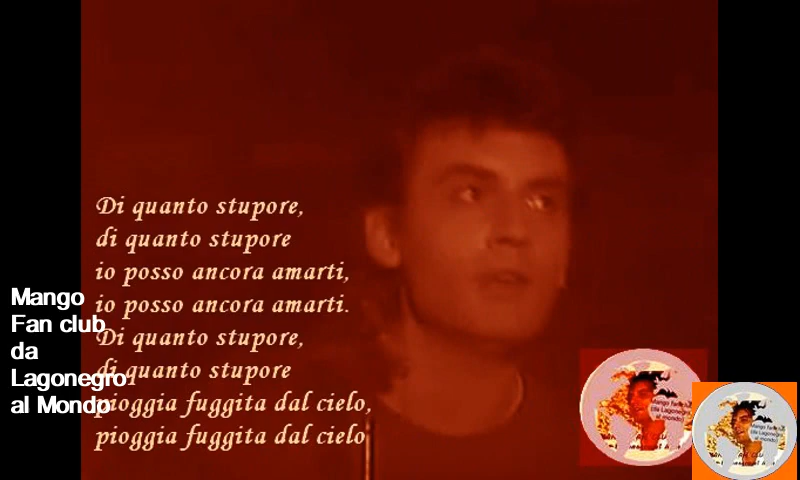 Di quanto stupore,
di quanto stupore
io posso ancora amarti,
io posso ancora amarti.
Di quanto stupore,
di quanto stupore
pioggia fuggita dal cielo,
pioggia fuggita dal cielo
Mango
Fan club
da
Lagonegro
al Mondo